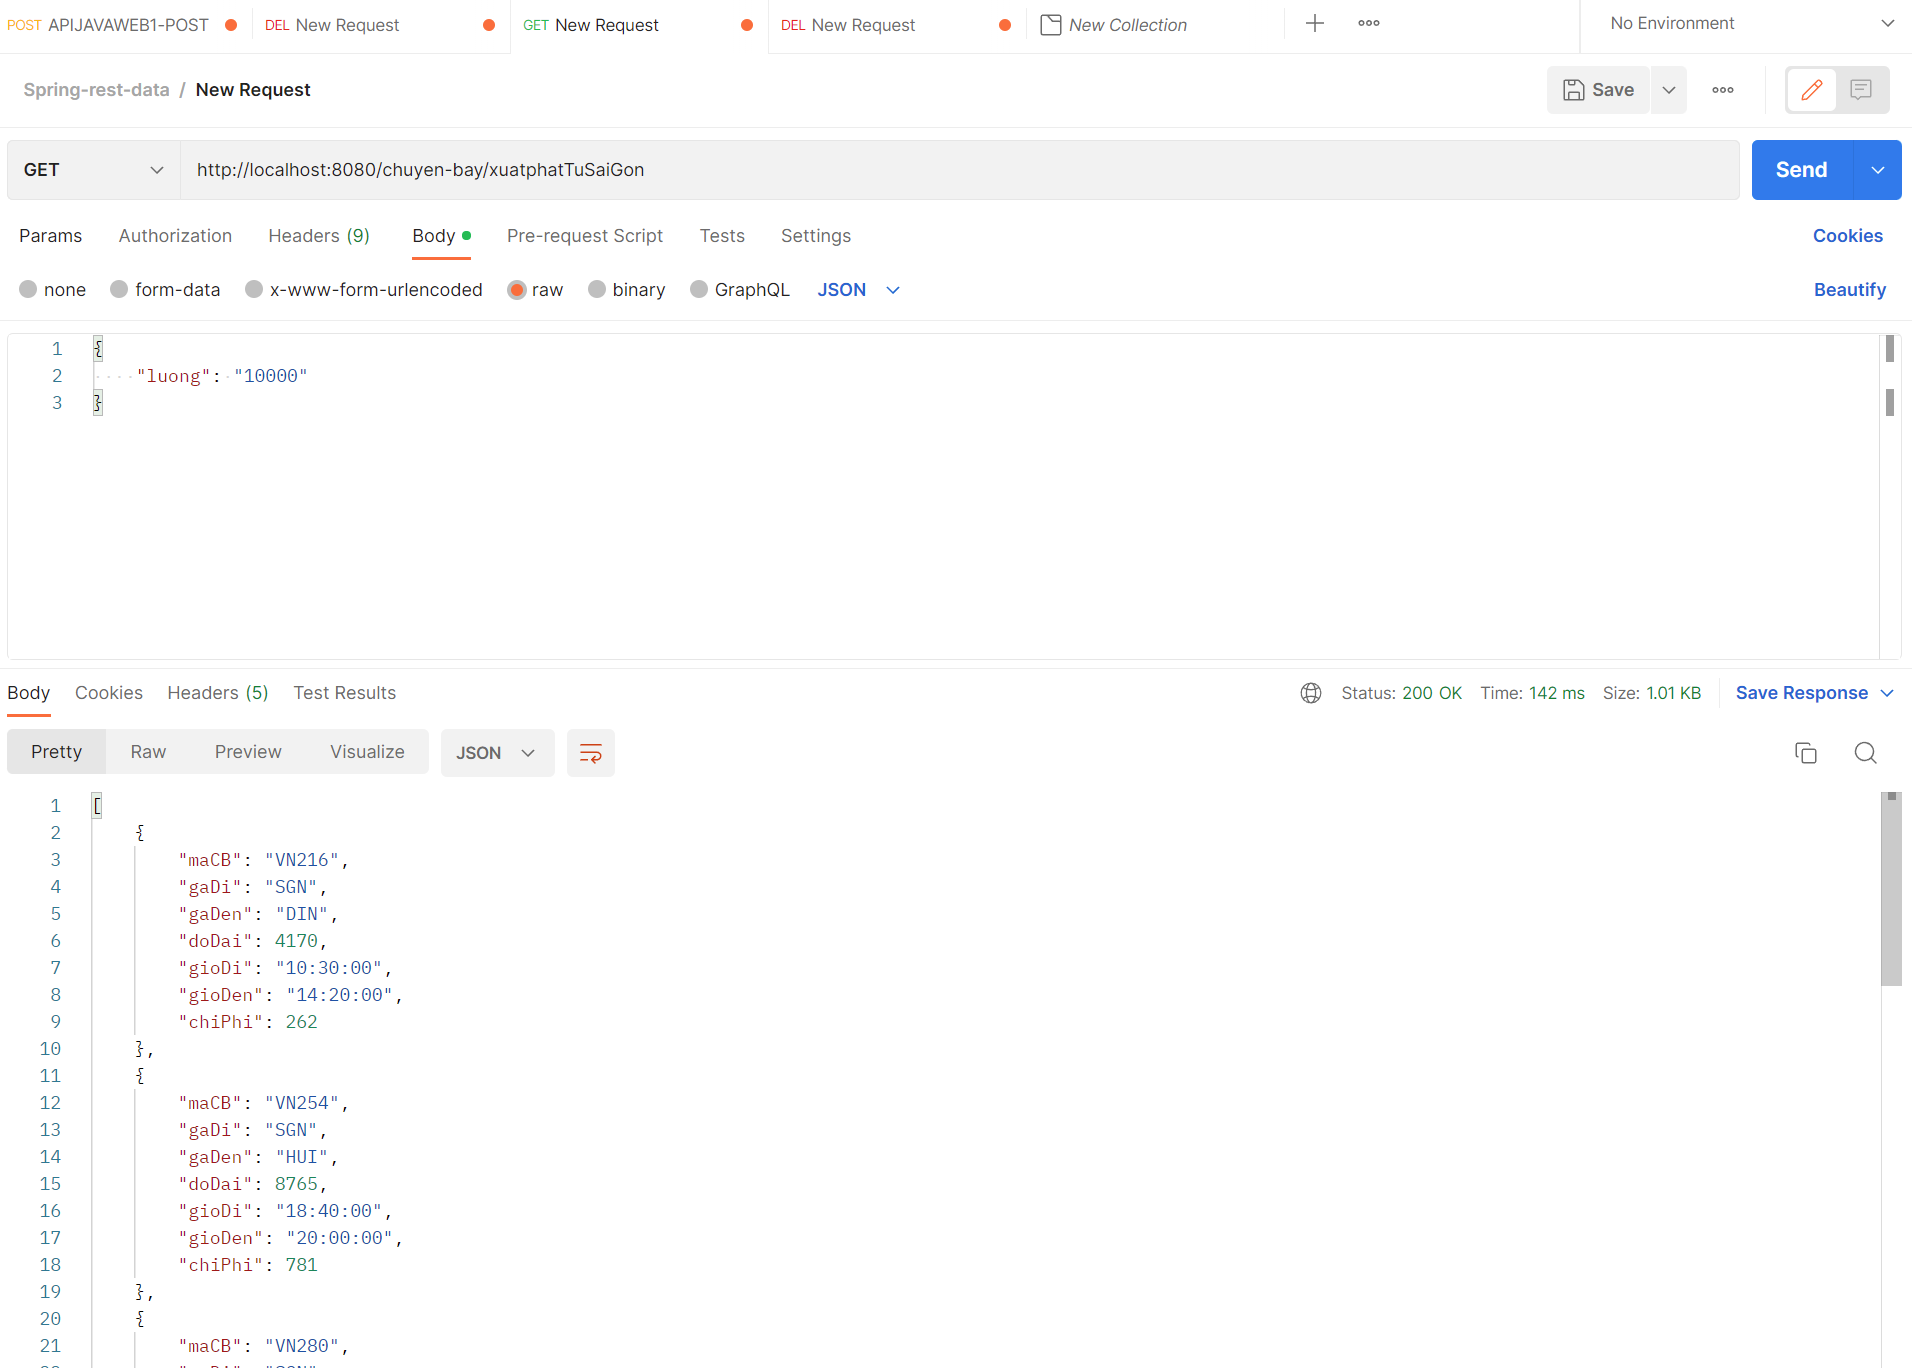 POST APIJAVAWEB1-POST DEL New Request GET New Request DEL New Request New Collection No Environment
Spring-rest-data / New Request Save
GET http://localhost:8080/chuyen-bay/xuatphatTuSaiGon Send
Params Authorization Headers (9) Body Pre-request Script Tests Settings Cookies
none form-data x-www-form-urlencoded raw binary GraphQL JSON Beautify
1 {
2 "luong": "10000"
3 }
Body Cookies Headers (5) Test Results Status: 200 OK Time: 142 ms Size: 1.01 KB Save Response
Pretty Raw Preview Visualize JSON
1 [
2 {
3 "maCB": "VN216",
4 "gaDi": "SGN",
5 "gaDen": "DIN",
6 "doDai": 4170,
7 "gioDi": "10:30:00",
8 "gioDen": "14:20:00",
9 "chiPhi": 262
10 },
11 {
12 "maCB": "VN254",
13 "gaDi": "SGN",
14 "gaDen": "HUI",
15 "doDai": 8765,
16 "gioDi": "18:40:00",
17 "gioDen": "20:00:00",
18 "chiPhi": 781
19 },
20 {
21 "maCB": "VN280",